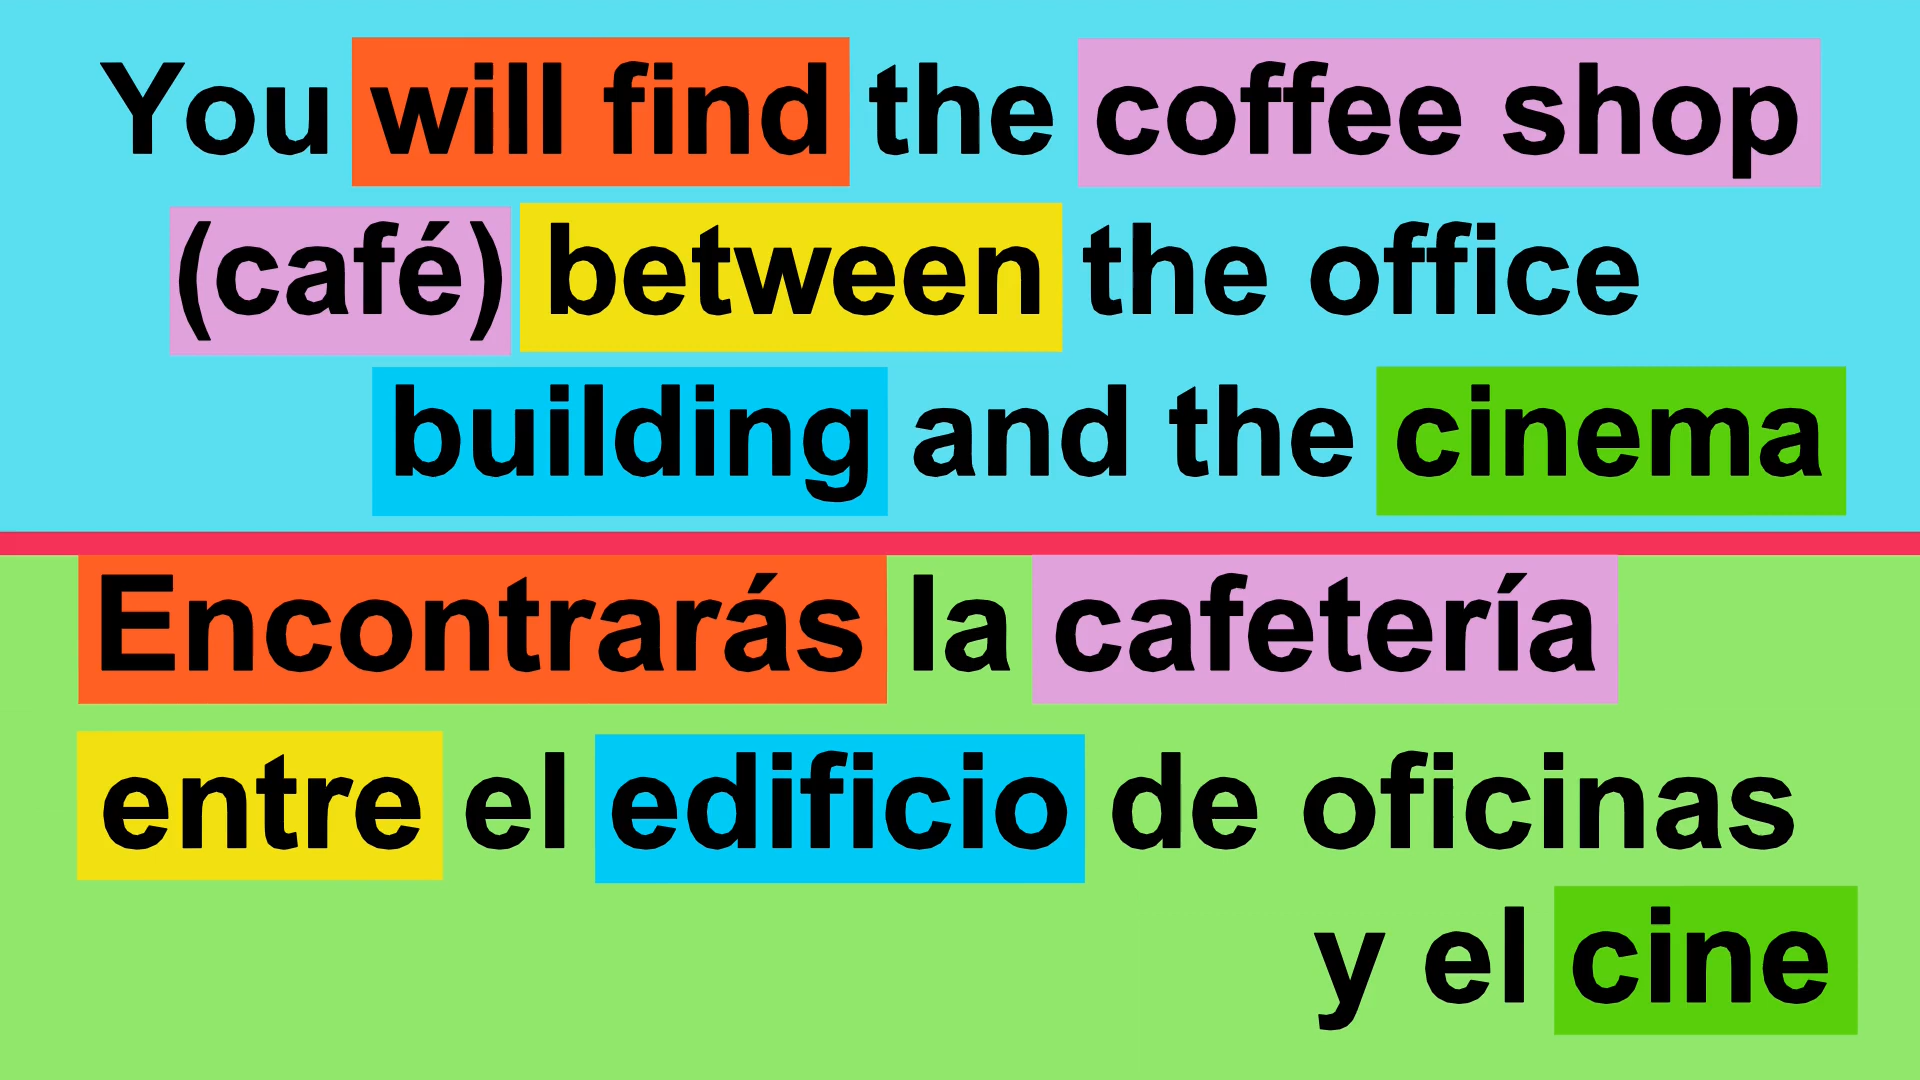 You will find the coffee shop
(café) between the office
building and the cinema
Encontrarás la cafetería
entre el edificio de oficinas
y el cine